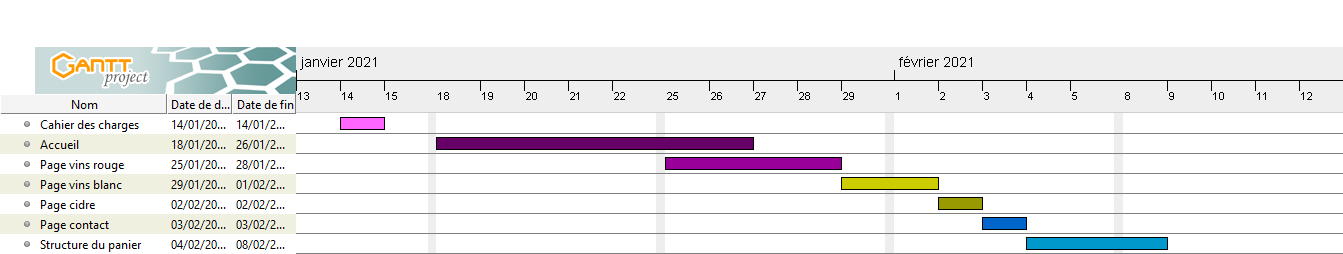 GANTT project
janvier 2021 février 2021
Nom Date de d... Date de fin 13 14 15 18 19 20 21 22 25 26 27 28 29 1 2 3 4 5 8 9 10 11 12
Cahier des charges 14/01/20... 14/01/2...
Accueil 18/01/20... 26/01/2...
Page vins rouge 25/01/20... 28/01/2...
Page vins blanc 29/01/20... 01/02/2...
Page cidre 02/02/20... 02/02/2...
Page contact 03/02/20... 03/02/2...
Structure du panier 04/02/20... 08/02/2...